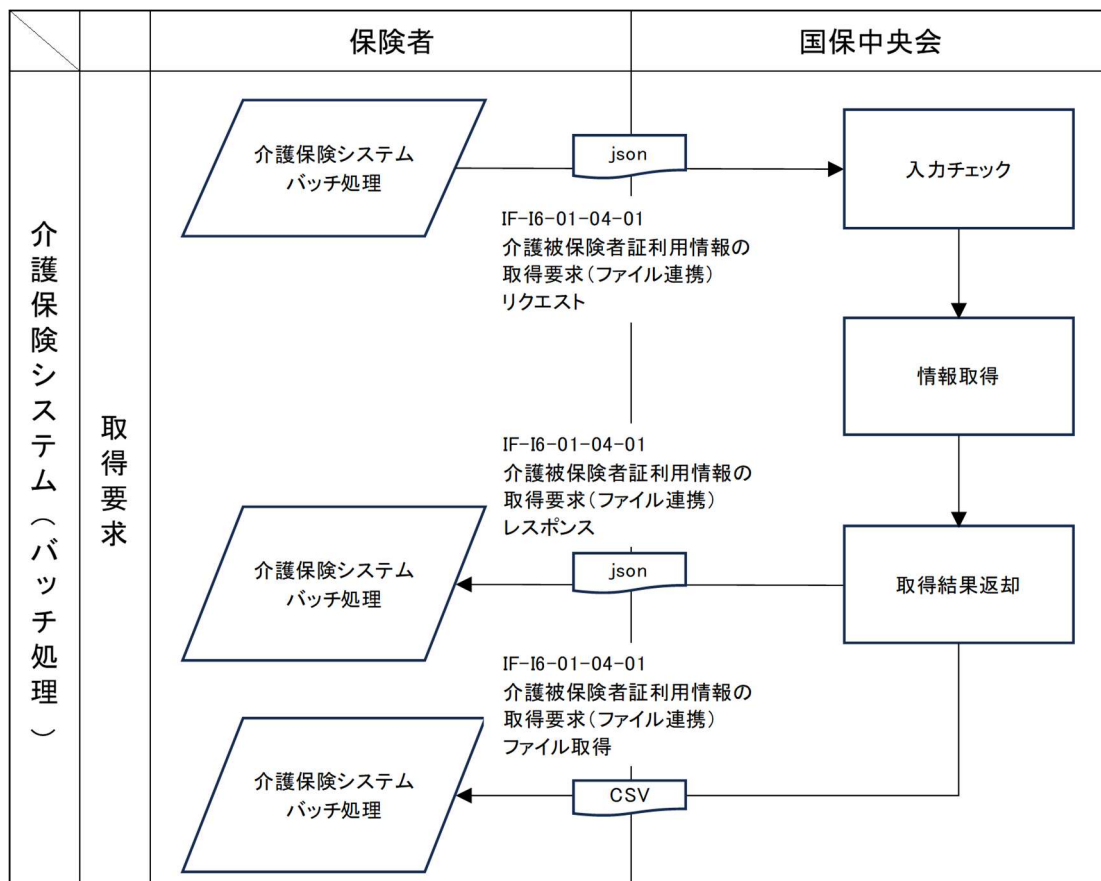 保険者
国保中央会
介護保険システム（バッチ処理）
取得要求
介護保険システム
バッチ処理
json
入力チェック
IF-I6-01-04-01
介護被保険者証利用情報の
取得要求（ファイル連携）
リクエスト
情報取得
IF-I6-01-04-01
介護被保険者証利用情報の
取得要求（ファイル連携）
レスポンス
介護保険システム
バッチ処理
json
取得結果返却
IF-I6-01-04-01
介護被保険者証利用情報の
取得要求（ファイル連携）
ファイル取得
介護保険システム
バッチ処理
CSV